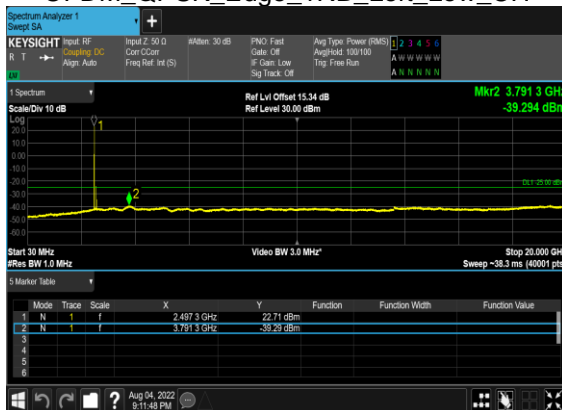 Spectrum Analyzer 1
Swept SA
KEYSIGHT
R T
Input: RF
Coupling: DC
Align: Auto
Input Z: 50 Ω
Corr CCorr
Freq Ref: Int (S)
#Atten: 30 dB
PNO: Fast
Gate: Off
IF Gain: Low
Sig Track: Off
Avg Type: Power (RMS)
Avg|Hold: 100/100
Trig: Free Run
1 2 3 4 5 6
A W W W W W
A N N N N N
1 Spectrum
Scale/Div 10 dB
Ref Lvl Offset 15.34 dB
Ref Level 30.00 dBm
Mkr2 3.791 3 GHz
-39.294 dBm
Log
20.0
10.0
0.00
-10.0
-20.0
-30.0
-40.0
-50.0
-60.0
1
2
DL1 -25.00 dBm
Start 30 MHz
#Res BW 1.0 MHz
Video BW 3.0 MHz*
Stop 20.000 GHz
Sweep ~38.3 ms (40001 pts)
5 Marker Table
Mode Trace Scale X Y Function Function Width Function Value
1 N 1 f 2.497 3 GHz 22.71 dBm
2 N 1 f 3.791 3 GHz -39.29 dBm
3
4
5
6
Aug 04, 2022
9:11:48 PM